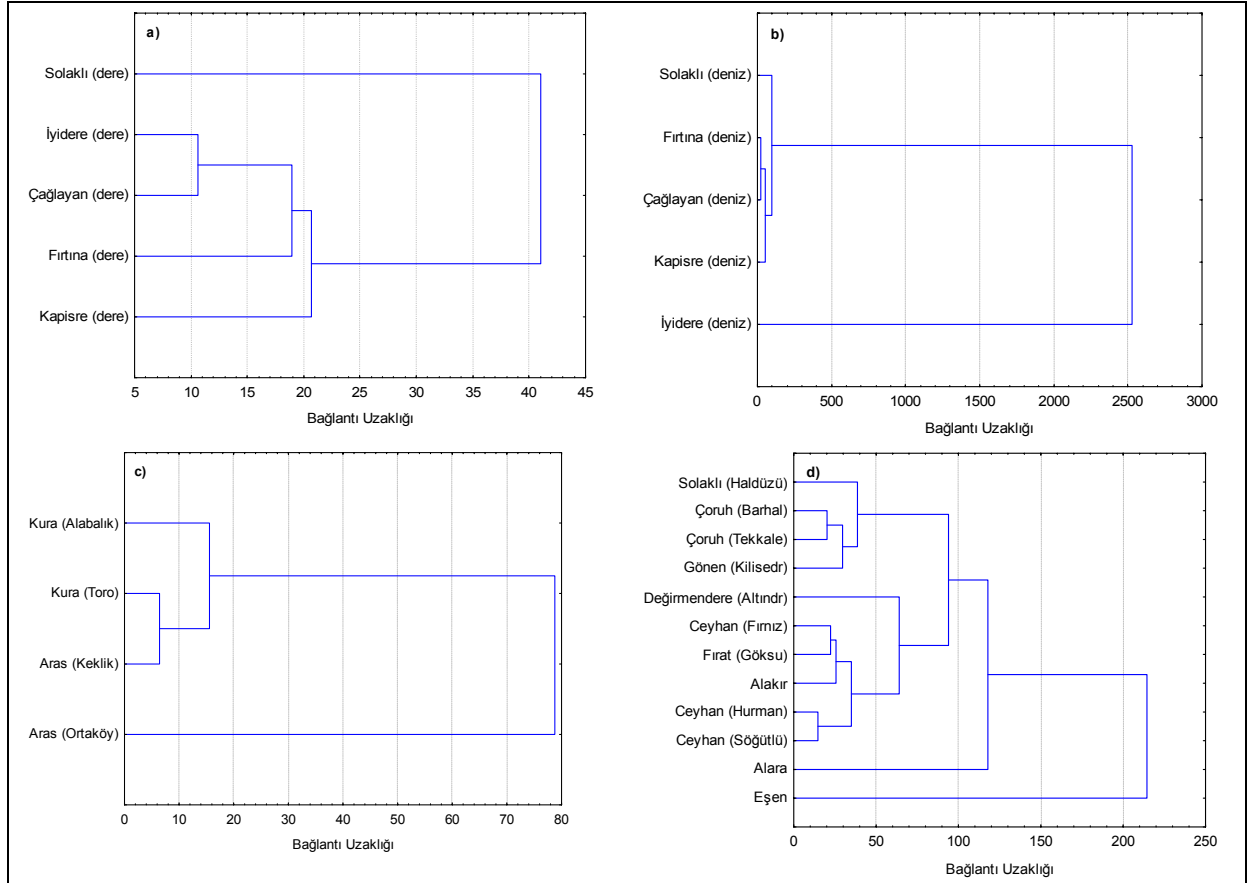 a)
Solaklı (dere)
İyidere (dere)
Çağlayan (dere)
Fırtına (dere)
Kapisre (dere)
5 10 15 20 25 30 35 40 45
Bağlantı Uzaklığı
b)
Solaklı (deniz)
Fırtına (deniz)
Çağlayan (deniz)
Kapisre (deniz)
İyidere (deniz)
0 500 1000 1500 2000 2500 3000
Bağlantı Uzaklığı
c)
Kura (Alabalık)
Kura (Toro)
Aras (Keklik)
Aras (Ortaköy)
0 10 20 30 40 50 60 70 80
Bağlantı Uzaklığı
d)
Solaklı (Haldüzü)
Çoruh (Barhal)
Çoruh (Tekkale)
Gönen (Kilisedr)
Değirmendere (Altındr)
Ceyhan (Fırnız)
Fırat (Göksu)
Alakır
Ceyhan (Hurman)
Ceyhan (Söğütlü)
Alara
Eşen
0 50 100 150 200 250
Bağlantı Uzaklığı